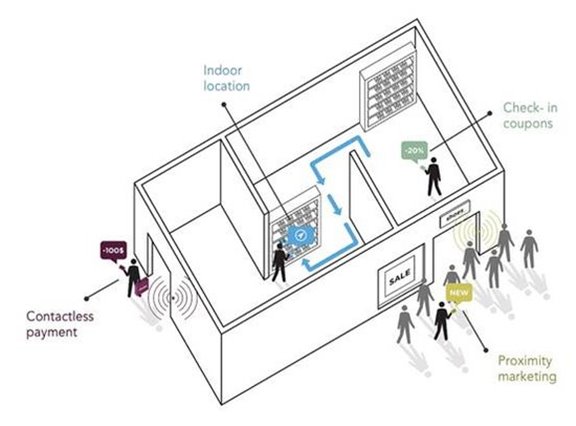 Indoor
location
Check- in
coupons
-20%
-100$
SHOES
SALE
NEW
Contactless
payment
Proximity
marketing